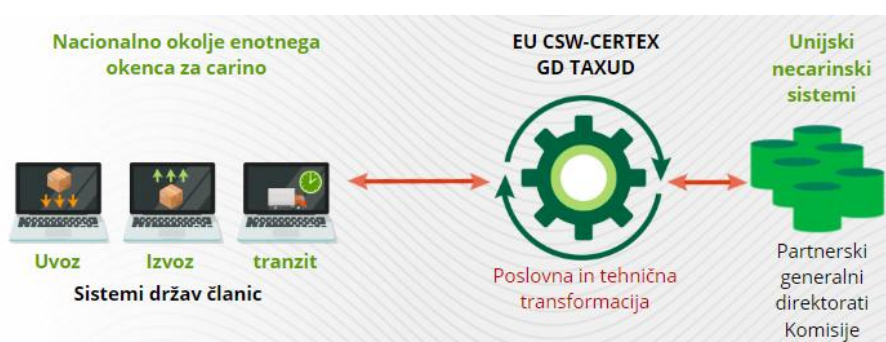 Nacionalno okolje enotnega
okenca za carino
EU CSW-CERTEX
GD TAXUD
Unijski
necarinski
sistemi
Uvoz
Izvoz
tranzit
Sistemi držav članic
Poslovna in tehnična
transformacija
Partnerski
generalni
direktorati
Komisije